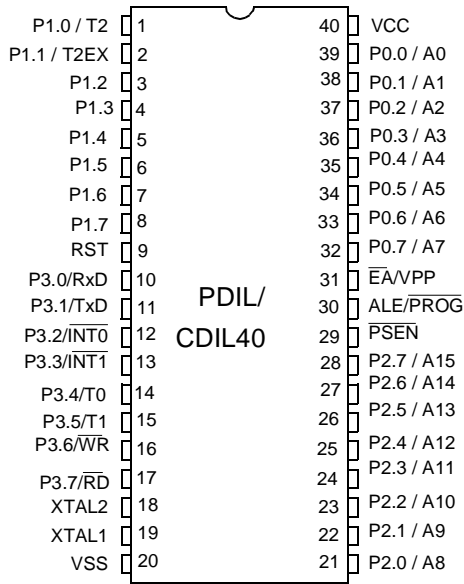 P1.0 / T2 1 40 VCC
P1.1 / T2EX 2 39 P0.0 / A0
P1.2 3 38 P0.1 / A1
P1.3 4 37 P0.2 / A2
P1.4 5 36 P0.3 / A3
P1.5 6 35 P0.4 / A4
P1.6 7 34 P0.5 / A5
P1.7 8 33 P0.6 / A6
RST 9 32 P0.7 / A7
P3.0/RxD 10 31 E̅A̅/VPP
P3.1/TxD 11 PDIL/ 30 ALE/P̅R̅O̅G̅
P3.2/I̅N̅T̅0̅ 12 CDIL40 29 P̅S̅E̅N̅
P3.3/I̅N̅T̅1̅ 13 28 P2.7 / A15
P3.4/T0 14 27 P2.6 / A14
P3.5/T1 15 26 P2.5 / A13
P3.6/W̅R̅ 16 25 P2.4 / A12
P3.7/R̅D̅ 17 24 P2.3 / A11
XTAL2 18 23 P2.2 / A10
XTAL1 19 22 P2.1 / A9
VSS 20 21 P2.0 / A8